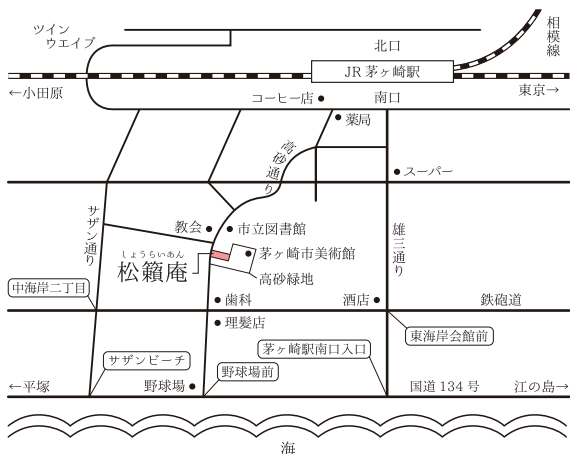 ツイン
ウエイブ
北口
相模線
JR 茅ヶ崎駅
←小田原
コーヒー店
南口
東京→
薬局
高砂通り
スーパー
サザン通り
教会
市立図書館
雄三通り
しょうらいあん
松籟庵
茅ヶ崎市美術館
高砂緑地
中海岸二丁目
歯科
酒店
鉄砲道
理髪店
東海岸会館前
茅ヶ崎駅南口入口
サザンビーチ
野球場前
←平塚
野球場
国道 134 号
江の島→
海